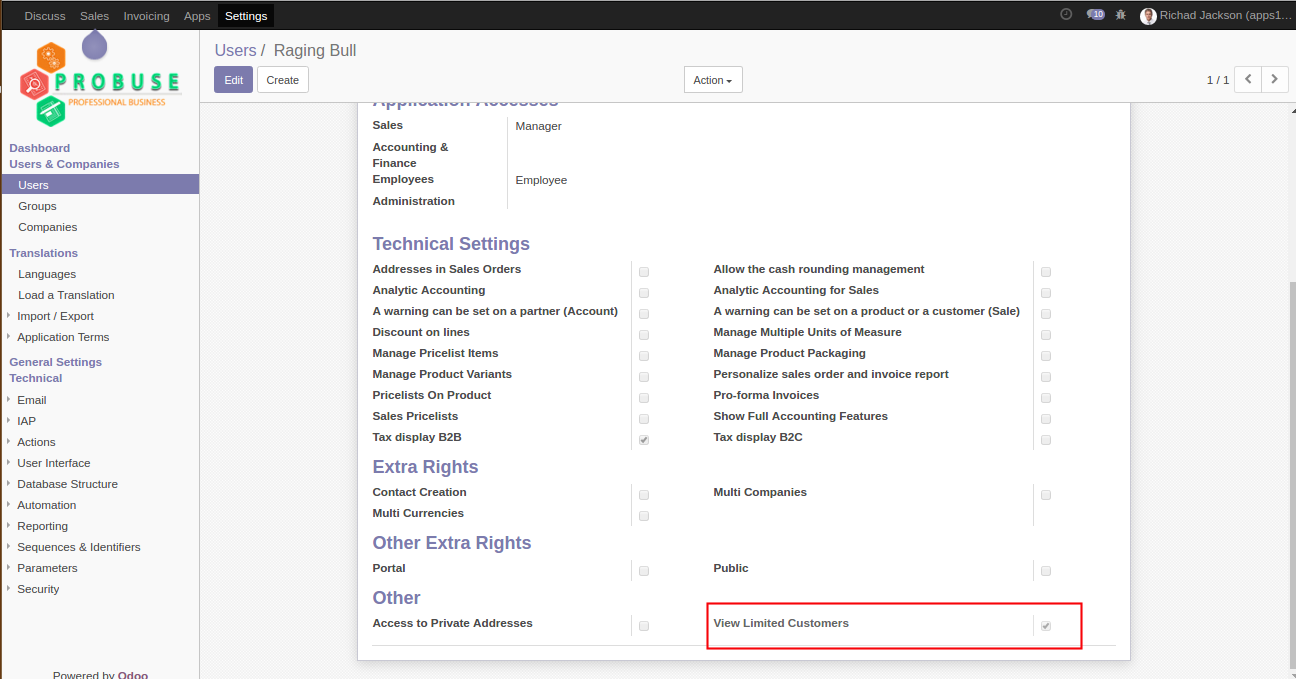 Discuss Sales Invoicing Apps Settings 10 Richad Jackson (apps1...
PROBUSE
PROFESSIONAL BUSINESS
Dashboard
Users & Companies
Users
Groups
Companies
Translations
Languages
Load a Translation
Import / Export
Application Terms
General Settings
Technical
Email
IAP
Actions
User Interface
Database Structure
Automation
Reporting
Sequences & Identifiers
Parameters
Security
Powered by Odoo
Users / Raging Bull
Edit Create Action 1 / 1
Application Accesses
Sales Manager
Accounting &
Finance
Employees Employee
Administration
Technical Settings
Addresses in Sales Orders Allow the cash rounding management
Analytic Accounting Analytic Accounting for Sales
A warning can be set on a partner (Account) A warning can be set on a product or a customer (Sale)
Discount on lines Manage Multiple Units of Measure
Manage Pricelist Items Manage Product Packaging
Manage Product Variants Personalize sales order and invoice report
Pricelists On Product Pro-forma Invoices
Sales Pricelists Show Full Accounting Features
Tax display B2B Tax display B2C
Extra Rights
Contact Creation Multi Companies
Multi Currencies
Other Extra Rights
Portal Public
Other
Access to Private Addresses View Limited Customers